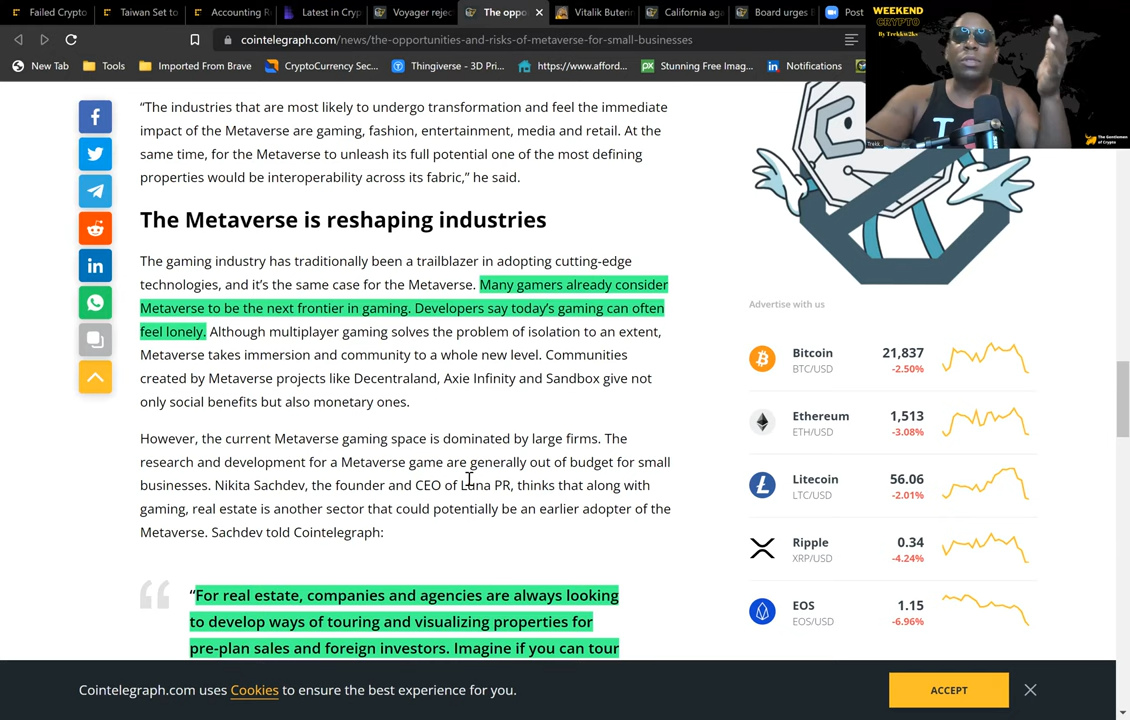 Failed Crypto
Taiwan Set to
Accounting R
Latest in Cryp
Voyager rejec
The oppo
Vitalik Buterin
California aga
Board urges
Post
cointelegraph.com/news/the-opportunities-and-risks-of-metaverse-for-small-businesses
New Tab
Tools
Imported From Brave
CryptoCurrency Sec...
Thingiverse - 3D Pri...
https://www.afford...
Stunning Free Imag...
Notifications
WEEKEND
CRYPTO
By Trekkie2ks
Trekk
The Gentlemen
of Crypto
“The industries that are most likely to undergo transformation and feel the immediate
impact of the Metaverse are gaming, fashion, entertainment, media and retail. At the
same time, for the Metaverse to unleash its full potential one of the most defining
properties would be interoperability across its fabric,” he said.
The Metaverse is reshaping industries
The gaming industry has traditionally been a trailblazer in adopting cutting-edge
technologies, and it’s the same case for the Metaverse. Many gamers already consider
Metaverse to be the next frontier in gaming. Developers say today’s gaming can often
feel lonely. Although multiplayer gaming solves the problem of isolation to an extent,
Metaverse takes immersion and community to a whole new level. Communities
created by Metaverse projects like Decentraland, Axie Infinity and Sandbox give not
only social benefits but also monetary ones.
However, the current Metaverse gaming space is dominated by large firms. The
research and development for a Metaverse game are generally out of budget for small
businesses. Nikita Sachdev, the founder and CEO of Luna PR, thinks that along with
gaming, real estate is another sector that could potentially be an earlier adopter of the
Metaverse. Sachdev told Cointelegraph:
“For real estate, companies and agencies are always looking
to develop ways of touring and visualizing properties for
pre-plan sales and foreign investors. Imagine if you can tour
Advertise with us
Bitcoin 21,837
BTC/USD -2.50%
Ethereum 1,513
ETH/USD -3.08%
Litecoin 56.06
LTC/USD -2.01%
Ripple 0.34
XRP/USD -4.24%
EOS 1.15
EOS/USD -6.96%
Cointelegraph.com uses Cookies to ensure the best experience for you.
ACCEPT